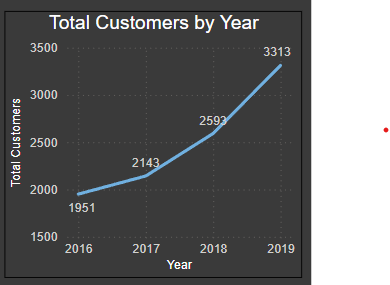 Total Customers by Year
3500
3313
3000
2593
2500
2143
2000
1951
1500
Total Customers
2016 2017 2018 2019
Year